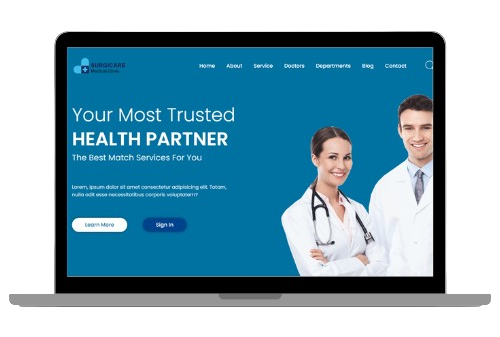 SURGICARE
Medical Clinic
Home About Service Doctors Departments Blog Contact
Your Most Trusted
HEALTH PARTNER
The Best Match Services For You
Lorem, ipsum dolor sit amet consectetur adipisicing elit. Totam,
nulla odit esse necessitatibus corporis voluptatem?
Learn More Sign In